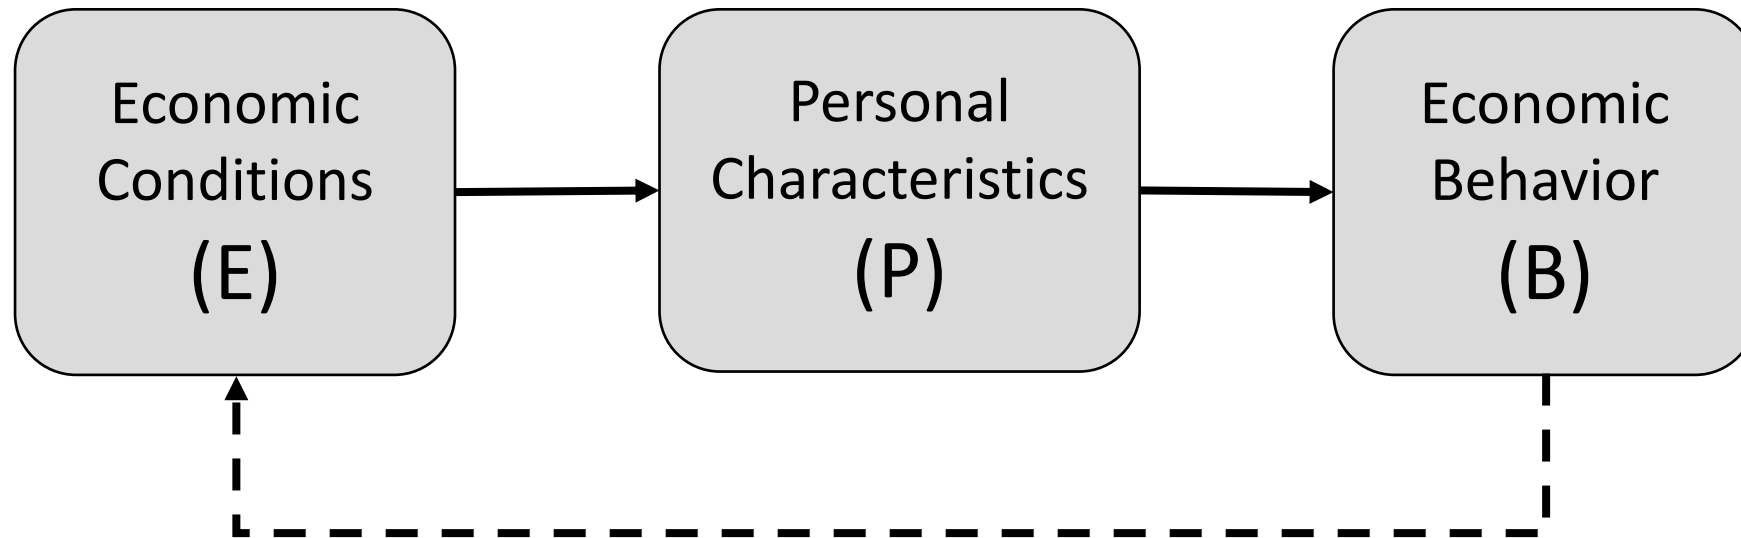 Economic
Conditions
(E)
Personal
Characteristics
(P)
Economic
Behavior
(B)